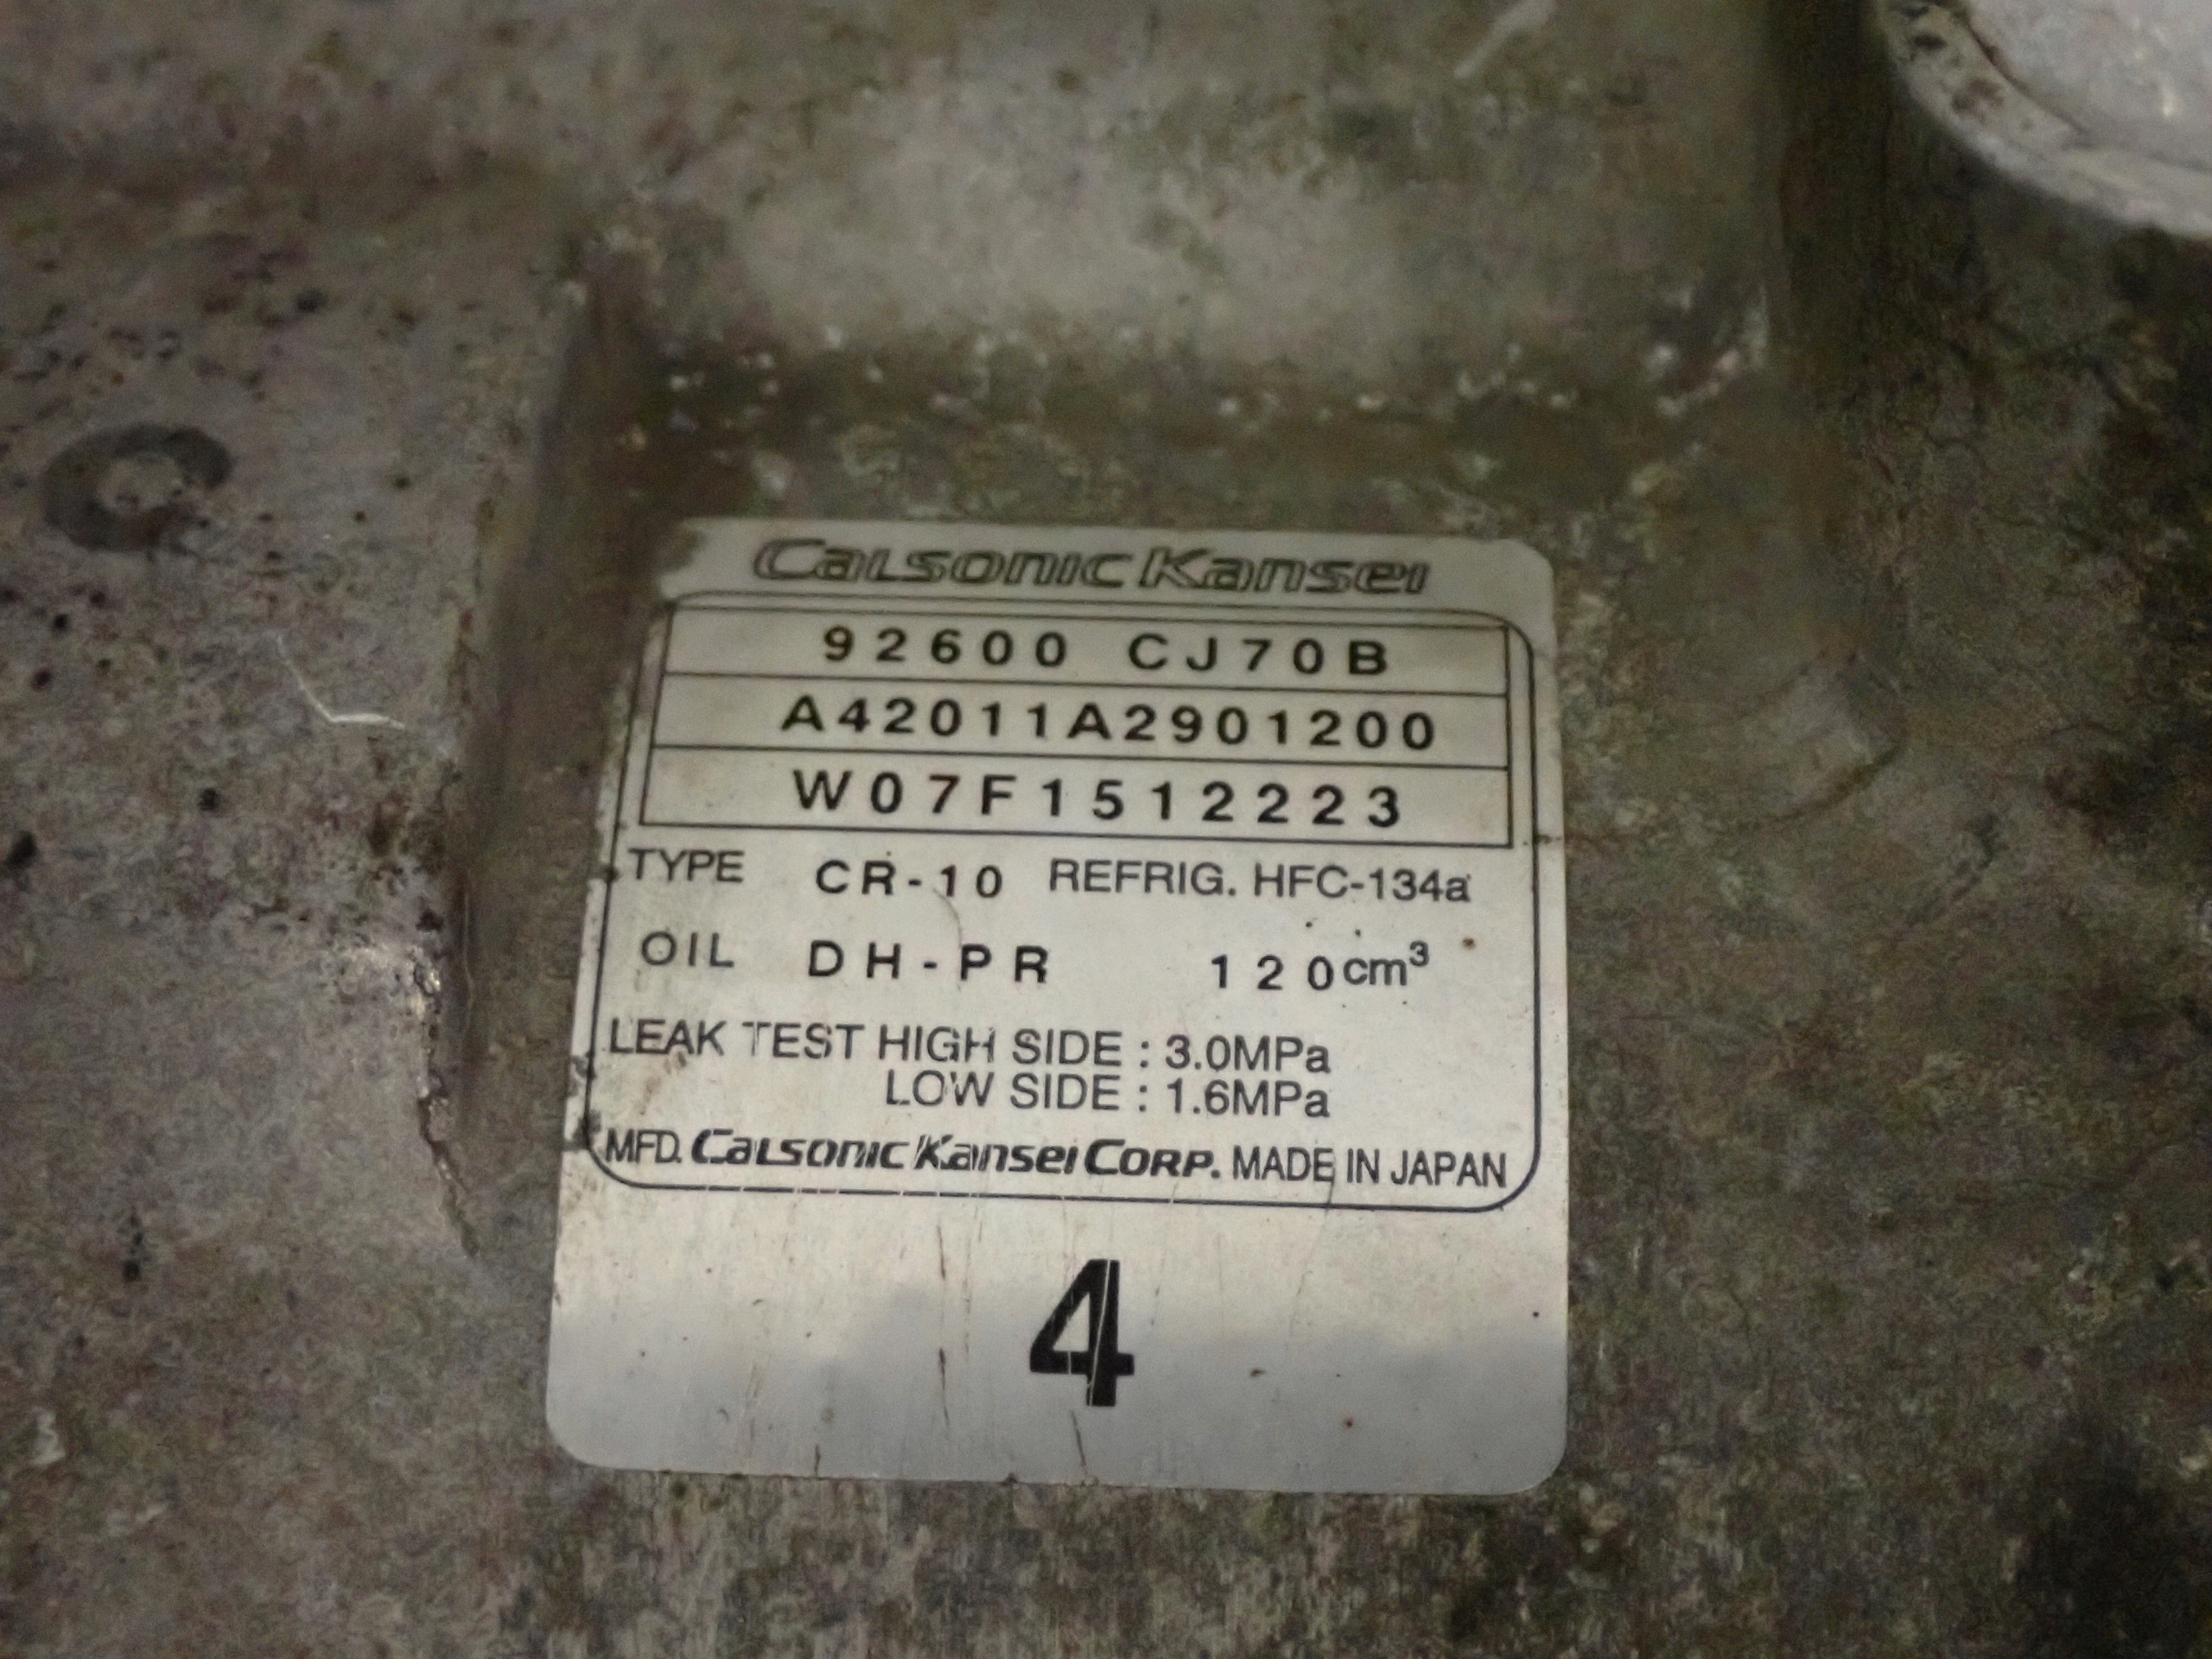 Calsonic Kansei
92600 CJ70B
A42011A2901200
W07F1512223
TYPE CR-10 REFRIG. HFC-134a
OIL DH-PR 120cm³
LEAK TEST HIGH SIDE : 3.0MPa
LOW SIDE : 1.6MPa
MFD. Calsonic Kansei Corp. MADE IN JAPAN
4